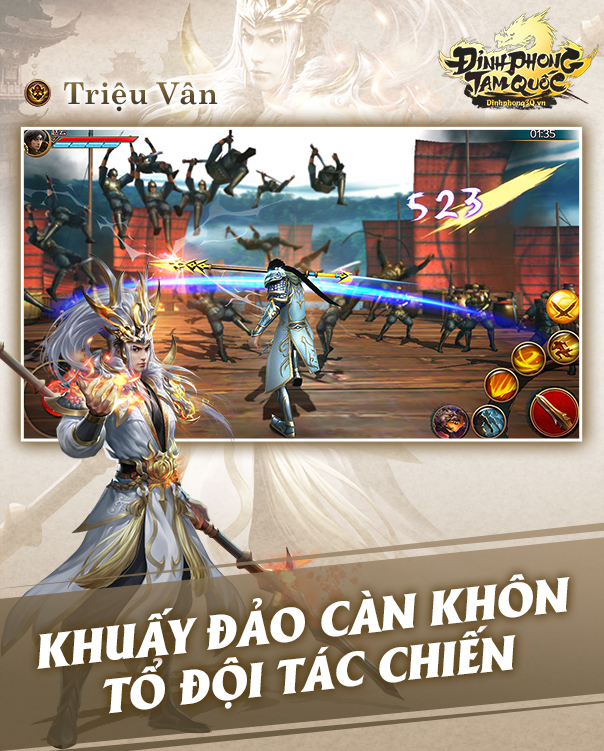 ĐỈNH PHONG
TAM QUỐC
Dinhphong3Q.vn
Triệu Vân
01:35
523
KHUẤY ĐẢO CÀN KHÔN
TỔ ĐỘI TÁC CHIẾN